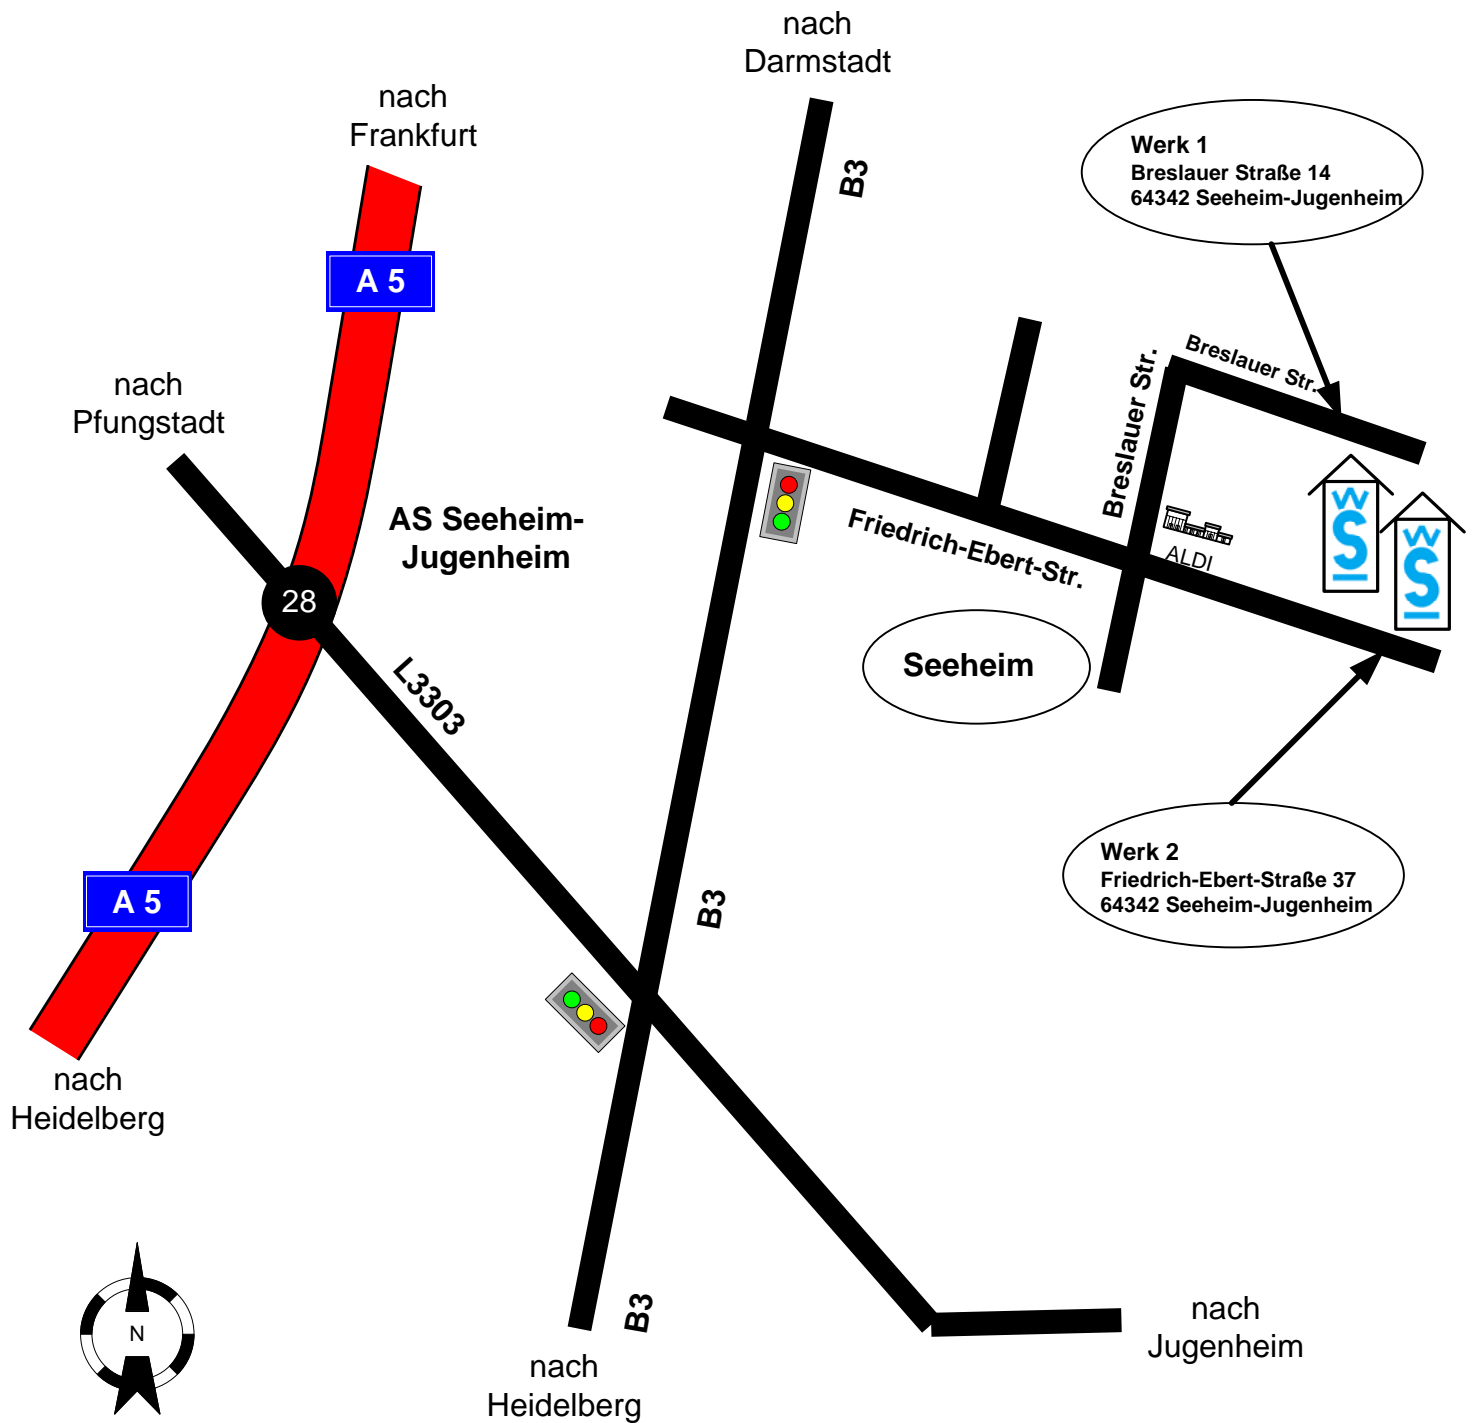 nach
Darmstadt
nach
Frankfurt
B3
Werk 1
Breslauer Straße 14
64342 Seeheim-Jugenheim
A 5
nach
Pfungstadt
Breslauer Str.
Breslauer Str.
AS Seeheim-
Jugenheim
Friedrich-Ebert-Str.
ALDI
WS
WS
28
Seeheim
L3303
Werk 2
Friedrich-Ebert-Straße 37
64342 Seeheim-Jugenheim
A 5
B3
nach
Heidelberg
B3
N
nach
Jugenheim
nach
Heidelberg